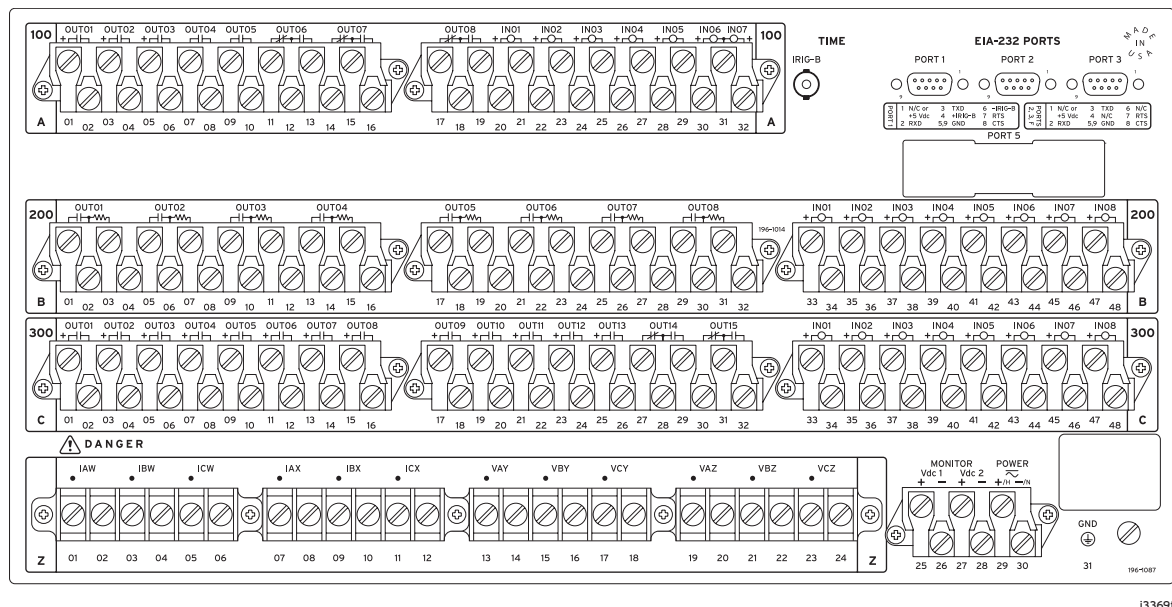 100 OUT01 OUT02 OUT03 OUT04 OUT05 OUT06 OUT07 OUT08 IN01 IN02 IN03 IN04 IN05 IN06 IN07 100
+ + + + + + + + + + +
A 01 02 03 04 05 06 07 08 09 10 11 12 13 14 15 16 17 18 19 20 21 22 23 24 25 26 27 28 29 30 31 32 A
TIME
IRIG-B
EIA-232 PORTS
MADE IN USA
PORT 1 PORT 2 PORT 3
9 1 9 1 9 1
PORT 1
1 N/C or 3 TXD 6 -IRIG-B
+5 Vdc 4 +IRIG-B 7 RTS
2 RXD 5,9 GND 8 CTS
PORTS 2, 3, F
1 N/C or 3 TXD 6 N/C
+5 Vdc 4 N/C 7 RTS
2 RXD 5,9 GND 8 CTS
PORT 5
200 OUT01 OUT02 OUT03 OUT04 OUT05 OUT06 OUT07 OUT08 IN01 IN02 IN03 IN04 IN05 IN06 IN07 IN08 200
+ + + + + + + + + + + + + + + +
196-1014
B 01 02 03 04 05 06 07 08 09 10 11 12 13 14 15 16 17 18 19 20 21 22 23 24 25 26 27 28 29 30 31 32 33 34 35 36 37 38 39 40 41 42 43 44 45 46 47 48 B
300 OUT01 OUT02 OUT03 OUT04 OUT05 OUT06 OUT07 OUT08 OUT09 OUT10 OUT11 OUT12 OUT13 OUT14 OUT15 IN01 IN02 IN03 IN04 IN05 IN06 IN07 IN08 300
+ + + + + + + + + + + + + + + + + + + + +
C 01 02 03 04 05 06 07 08 09 10 11 12 13 14 15 16 17 18 19 20 21 22 23 24 25 26 27 28 29 30 31 32 33 34 35 36 37 38 39 40 41 42 43 44 45 46 47 48 C
DANGER
IAW IBW ICW IAX IBX ICX VAY VBY VCY VAZ VBZ VCZ
Z 01 02 03 04 05 06 07 08 09 10 11 12 13 14 15 16 17 18 19 20 21 22 23 24 Z
MONITOR POWER
Vdc 1 Vdc 2
+ − + − +/H −/N
25 26 27 28 29 30
GND
31
196-1087